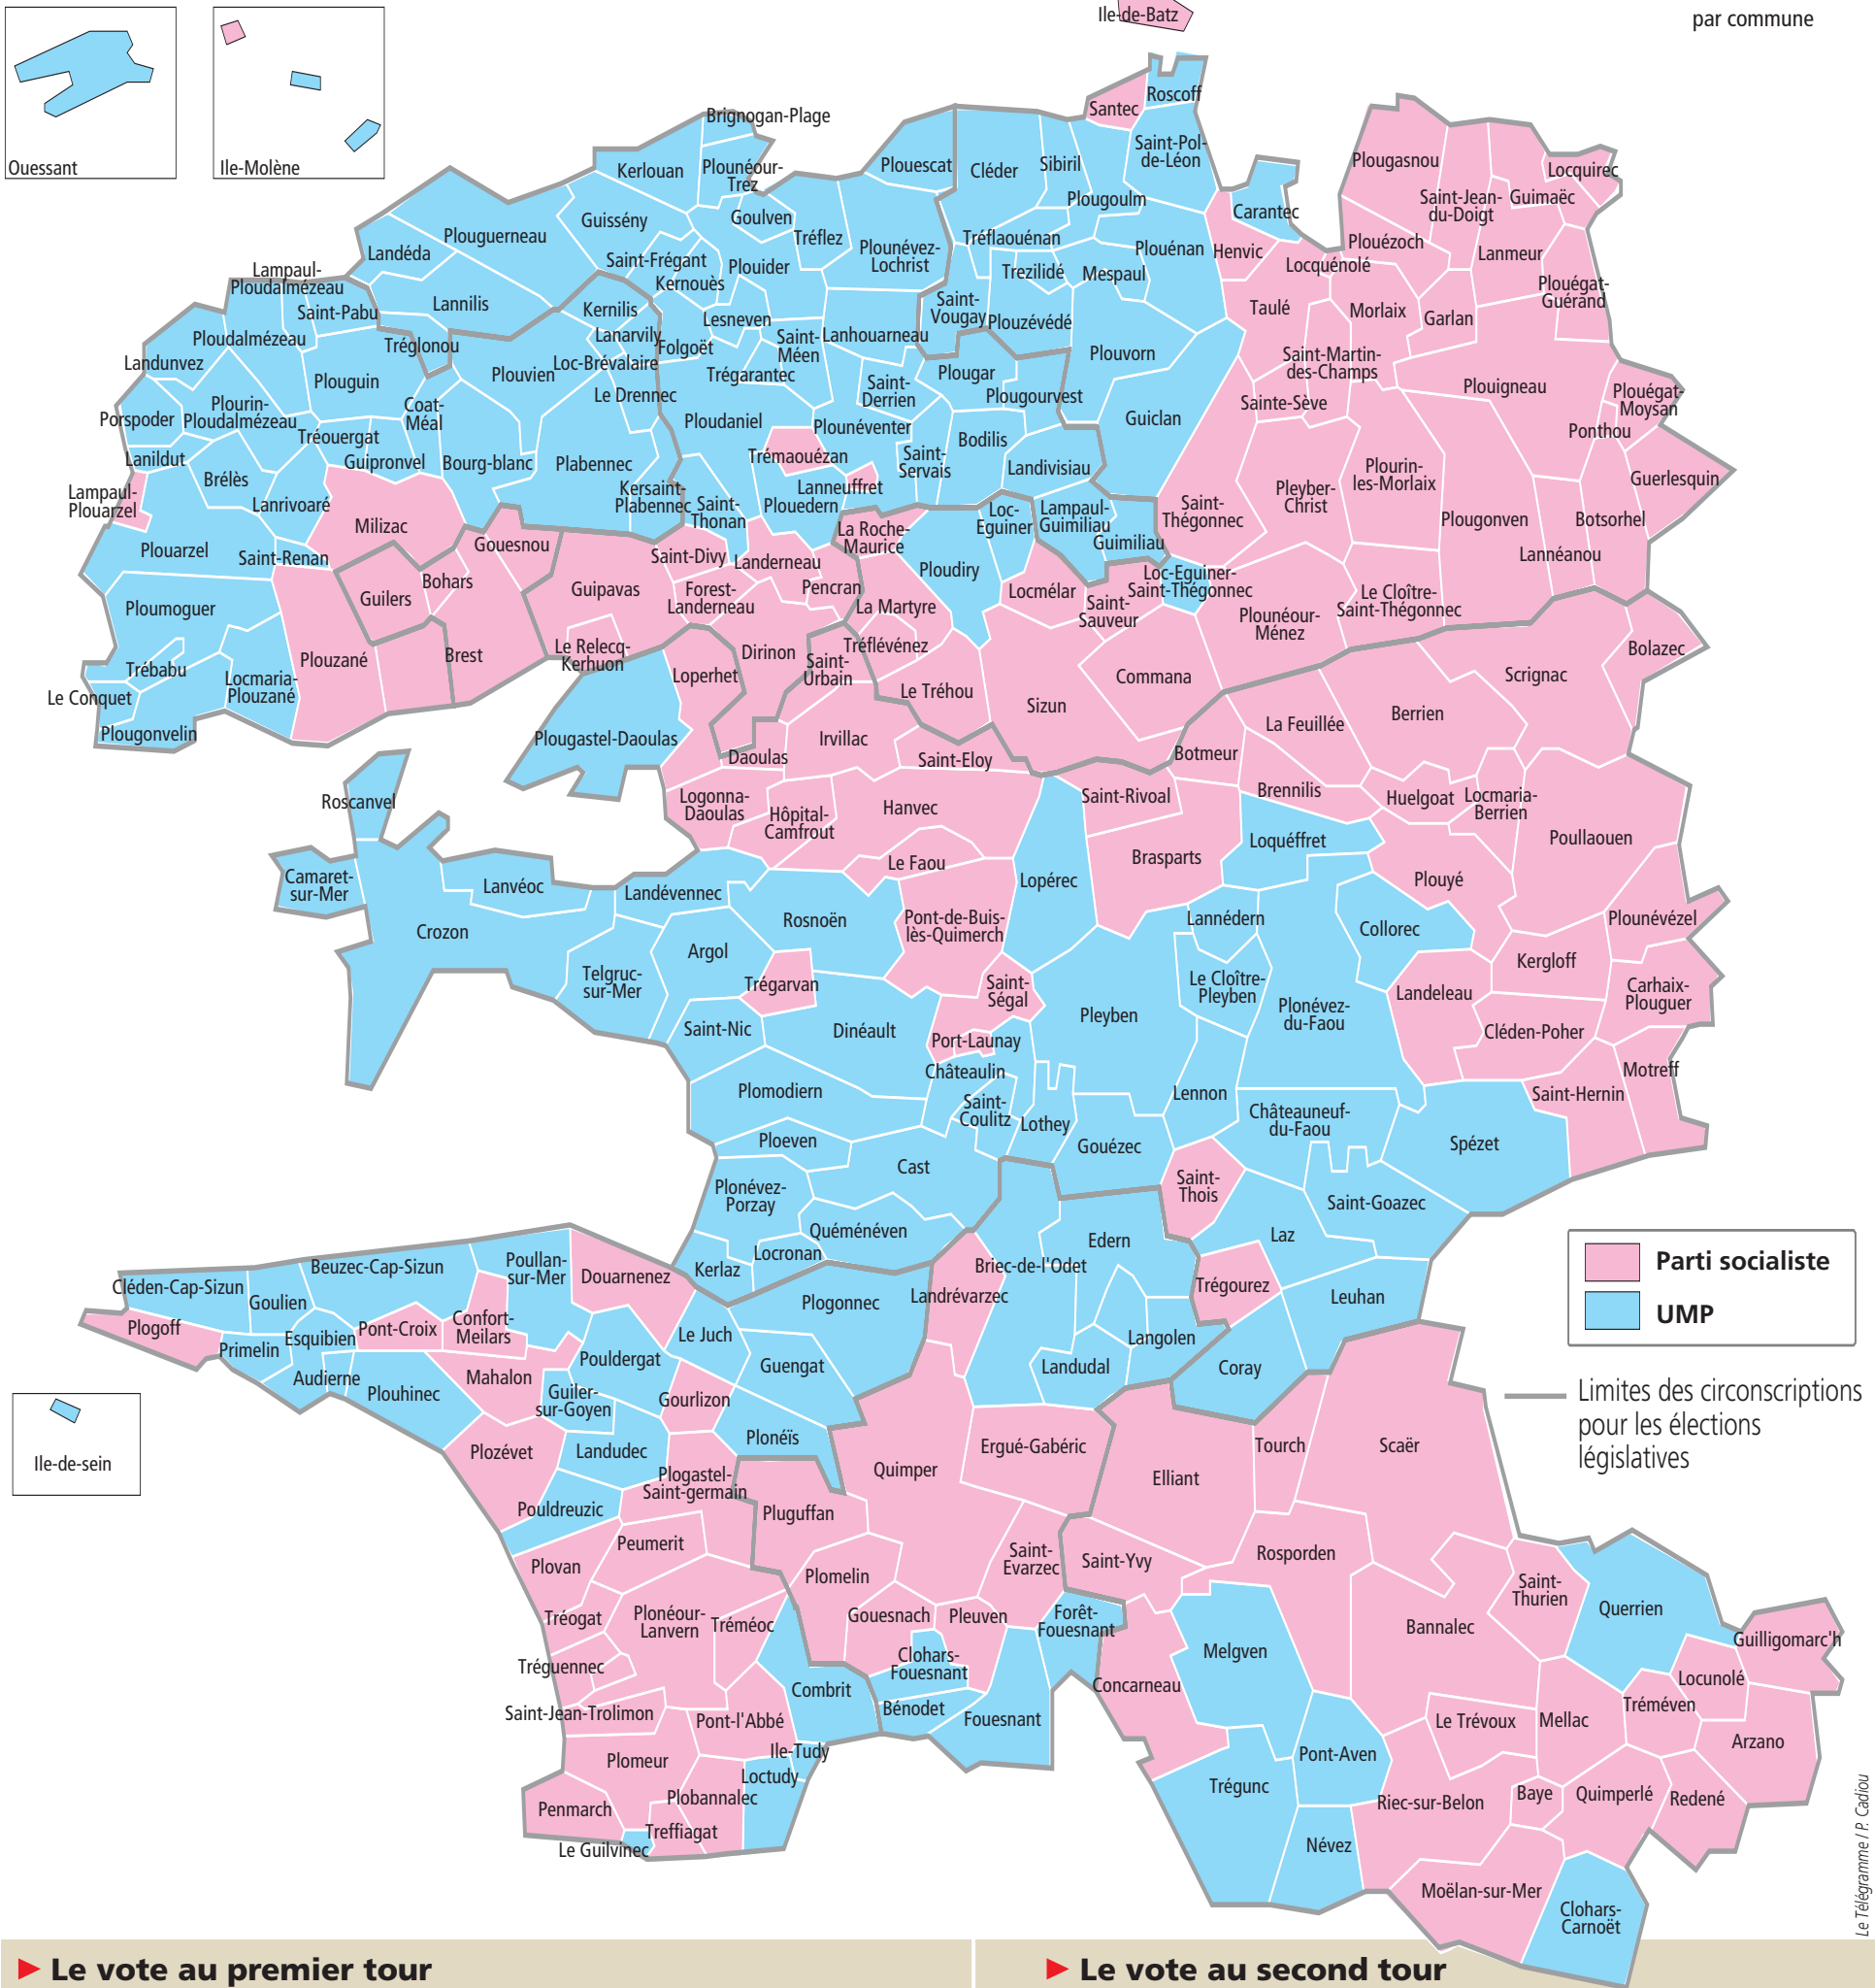 Ile-de-Batz
par commune
Ouessant
Ile-Molène
Roscoff
Santec
Brignogan-Plage
Saint-Pol-
de-Léon
Plougasnou
Locquirec
Kerlouan
Plounéour-
Trez
Plouescat
Cléder
Sibiril
Plougoulm
Saint-Jean-
du-Doigt
Guimaëc
Carantec
Guissény
Goulven
Tréflez
Plouguerneau
Landéda
Tréflaouénan
Plouénan
Henvic
Plouézoch
Lanmeur
Plounévez-
Lochrist
Saint-Frégant
Plouider
Kernouès
Locquénolé
Trezilidé
Mespaul
Lampaul-
Ploudalmézeau
Plouégat-
Guérand
Saint-Pabu
Lannilis
Kernilis
Saint-
Vougay
Plouzévédé
Taulé
Morlaix
Garlan
Lesneven
Lanarvily
Folgoët
Saint-
Méen
Lanhouarneau
Ploudalmézeau
Tréglonou
Landunvez
Loc-Brévalaire
Plouvien
Plouguin
Trégarantec
Plougar
Plouvorn
Saint-Martin-
des-Champs
Plouigneau
Saint-
Derrien
Plougourvest
Le Drennec
Sainte-Sève
Plouégat-
Moysan
Porspoder
Plourin-
Ploudalmézeau
Coat-
Méal
Ploudaniel
Plounéventer
Guiclan
Ponthou
Tréouergat
Bodilis
Lanildut
Guipronvel
Bourg-blanc
Plabennec
Trémaouézan
Saint-
Servais
Landivisiau
Brélès
Plourin-
les-Morlaix
Guerlesquin
Lampaul-
Plouarzel
Lanrivoaré
Kersaint-
Plabennec
Saint-
Thonan
Lanneuffret
Plouedern
Pleyber-
Christ
Milizac
Loc-
Eguiner
Lampaul-
Guimiliau
Saint-
Thégonnec
Plougonven
Botsorhel
La Roche-
Maurice
Guimiliau
Plouarzel
Saint-Renan
Gouesnou
Saint-Divy
Landerneau
Lannéanou
Ploudiry
Bohars
Guilers
Guipavas
Forest-
Landerneau
Pencran
La Martyre
Locmélar
Saint-
Sauveur
Loc-Eguiner-
Saint-Thégonnec
Ploumoguer
Plounéour-
Ménez
Le Cloître-
Saint-Thégonnec
Le Relecq-
Kerhuon
Dirinon
Tréflévénez
Saint-
Urbain
Bolazec
Trébabu
Plouzané
Brest
Loperhet
Le Tréhou
Commana
Scrignac
Le Conquet
Locmaria-
Plouzané
Sizun
Plougonvelin
Plougastel-Daoulas
Irvillac
Daoulas
Saint-Eloy
La Feuillée
Berrien
Botmeur
Roscanvel
Logonna-
Daoulas
Hôpital-
Camfrout
Hanvec
Saint-Rivoal
Brennilis
Huelgoat
Locmaria-
Berrien
Poullaouen
Loquéffret
Le Faou
Brasparts
Camaret-
sur-Mer
Lanvéoc
Landévennec
Lopérec
Plouyé
Crozon
Rosnoën
Pont-de-Buis-
lès-Quimerch
Lannédern
Collorec
Plounévézel
Argol
Kergloff
Telgruc-
sur-Mer
Trégarvan
Saint-
Ségal
Le Cloître-
Pleyben
Landeleau
Carhaix-
Plouguer
Saint-Nic
Dinéault
Pleyben
Plonévez-
du-Faou
Cléden-Poher
Port-Launay
Châteaulin
Motreff
Plomodiern
Lennon
Saint-Hernin
Saint-
Coulitz
Lothey
Châteauneuf-
du-Faou
Ploeven
Gouézec
Spézet
Cast
Plonévez-
Porzay
Saint-
Thois
Saint-Goazec
Quéménéven
Laz
Edern
Locronan
Kerlaz
Briec-de-l'Odet
Poullan-
sur-Mer
Beuzec-Cap-Sizun
Douarnenez
Cléden-Cap-Sizun
Goulien
Plogonnec
Landrévarzec
Trégourez
Leuhan
Parti socialiste
UMP
Plogoff
Primelin
Esquibien
Pont-Croix
Confort-
Meilars
Le Juch
Langolen
Audierne
Plouhinec
Mahalon
Pouldergat
Guengat
Landudal
Coray
Guiler-
sur-Goyen
Gourlizon
Limites des circonscriptions
pour les élections
législatives
Ile-de-sein
Plozévet
Landudec
Plonéïs
Ergué-Gabéric
Tourch
Scaër
Quimper
Elliant
Plogastel-
Saint-germain
Pouldreuzic
Pluguffan
Peumerit
Saint-
Evarzec
Saint-Yvy
Rosporden
Plovan
Plomelin
Saint-
Thurien
Tréogat
Plonéour-
Lanvern
Tréméoc
Gouesnach
Pleuven
Forêt-
Fouesnant
Querrien
Bannalec
Guilligomarc'h
Melgven
Tréguennec
Clohars-
Fouesnant
Locunolé
Combrit
Concarneau
Saint-Jean-Trolimon
Pont-l'Abbé
Bénodet
Fouesnant
Le Trévoux
Mellac
Tréméven
Arzano
Plomeur
Ile-Tudy
Pont-Aven
Loctudy
Trégunc
Plobannalec
Riec-sur-Belon
Baye
Quimperlé
Redené
Penmarch
Treffiagat
Le Guilvinec
Névez
Moëlan-sur-Mer
Clohars-
Carnoët
Le Télégramme / P. Cadiou
Le vote au premier tour
Le vote au second tour